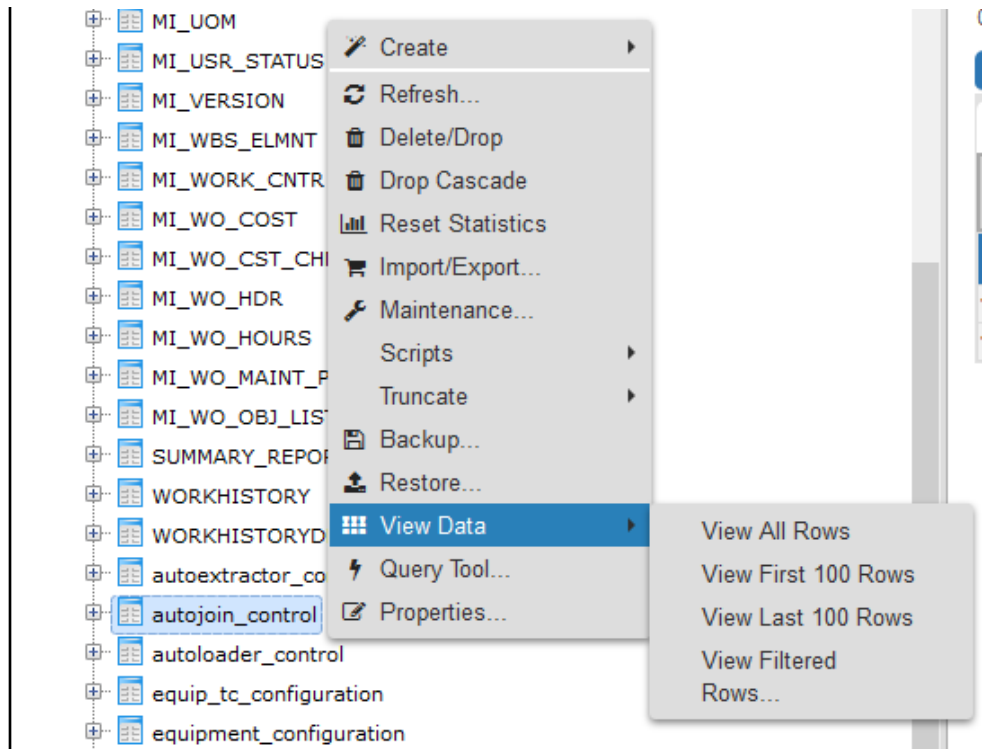 MI_UOM
MI_USR_STATUS
MI_VERSION
MI_WBS_ELMNT
MI_WORK_CNTR
MI_WO_COST
MI_WO_HDR
MI_WO_HOURS
MI_WO_MAINT_P
MI_WO_OBJ_LIS
SUMMARY_REPO
WORKHISTORY
WORKHISTORYD
autoextractor_co
autojoin_control
autoloader_control
equip_tc_configuration
equipment_configuration
Create
Refresh...
Delete/Drop
Drop Cascade
Reset Statistics
Import/Export...
Maintenance...
Scripts
Truncate
Backup...
Restore...
View Data
Query Tool...
Properties...
View All Rows
View First 100 Rows
View Last 100 Rows
View Filtered
Rows...